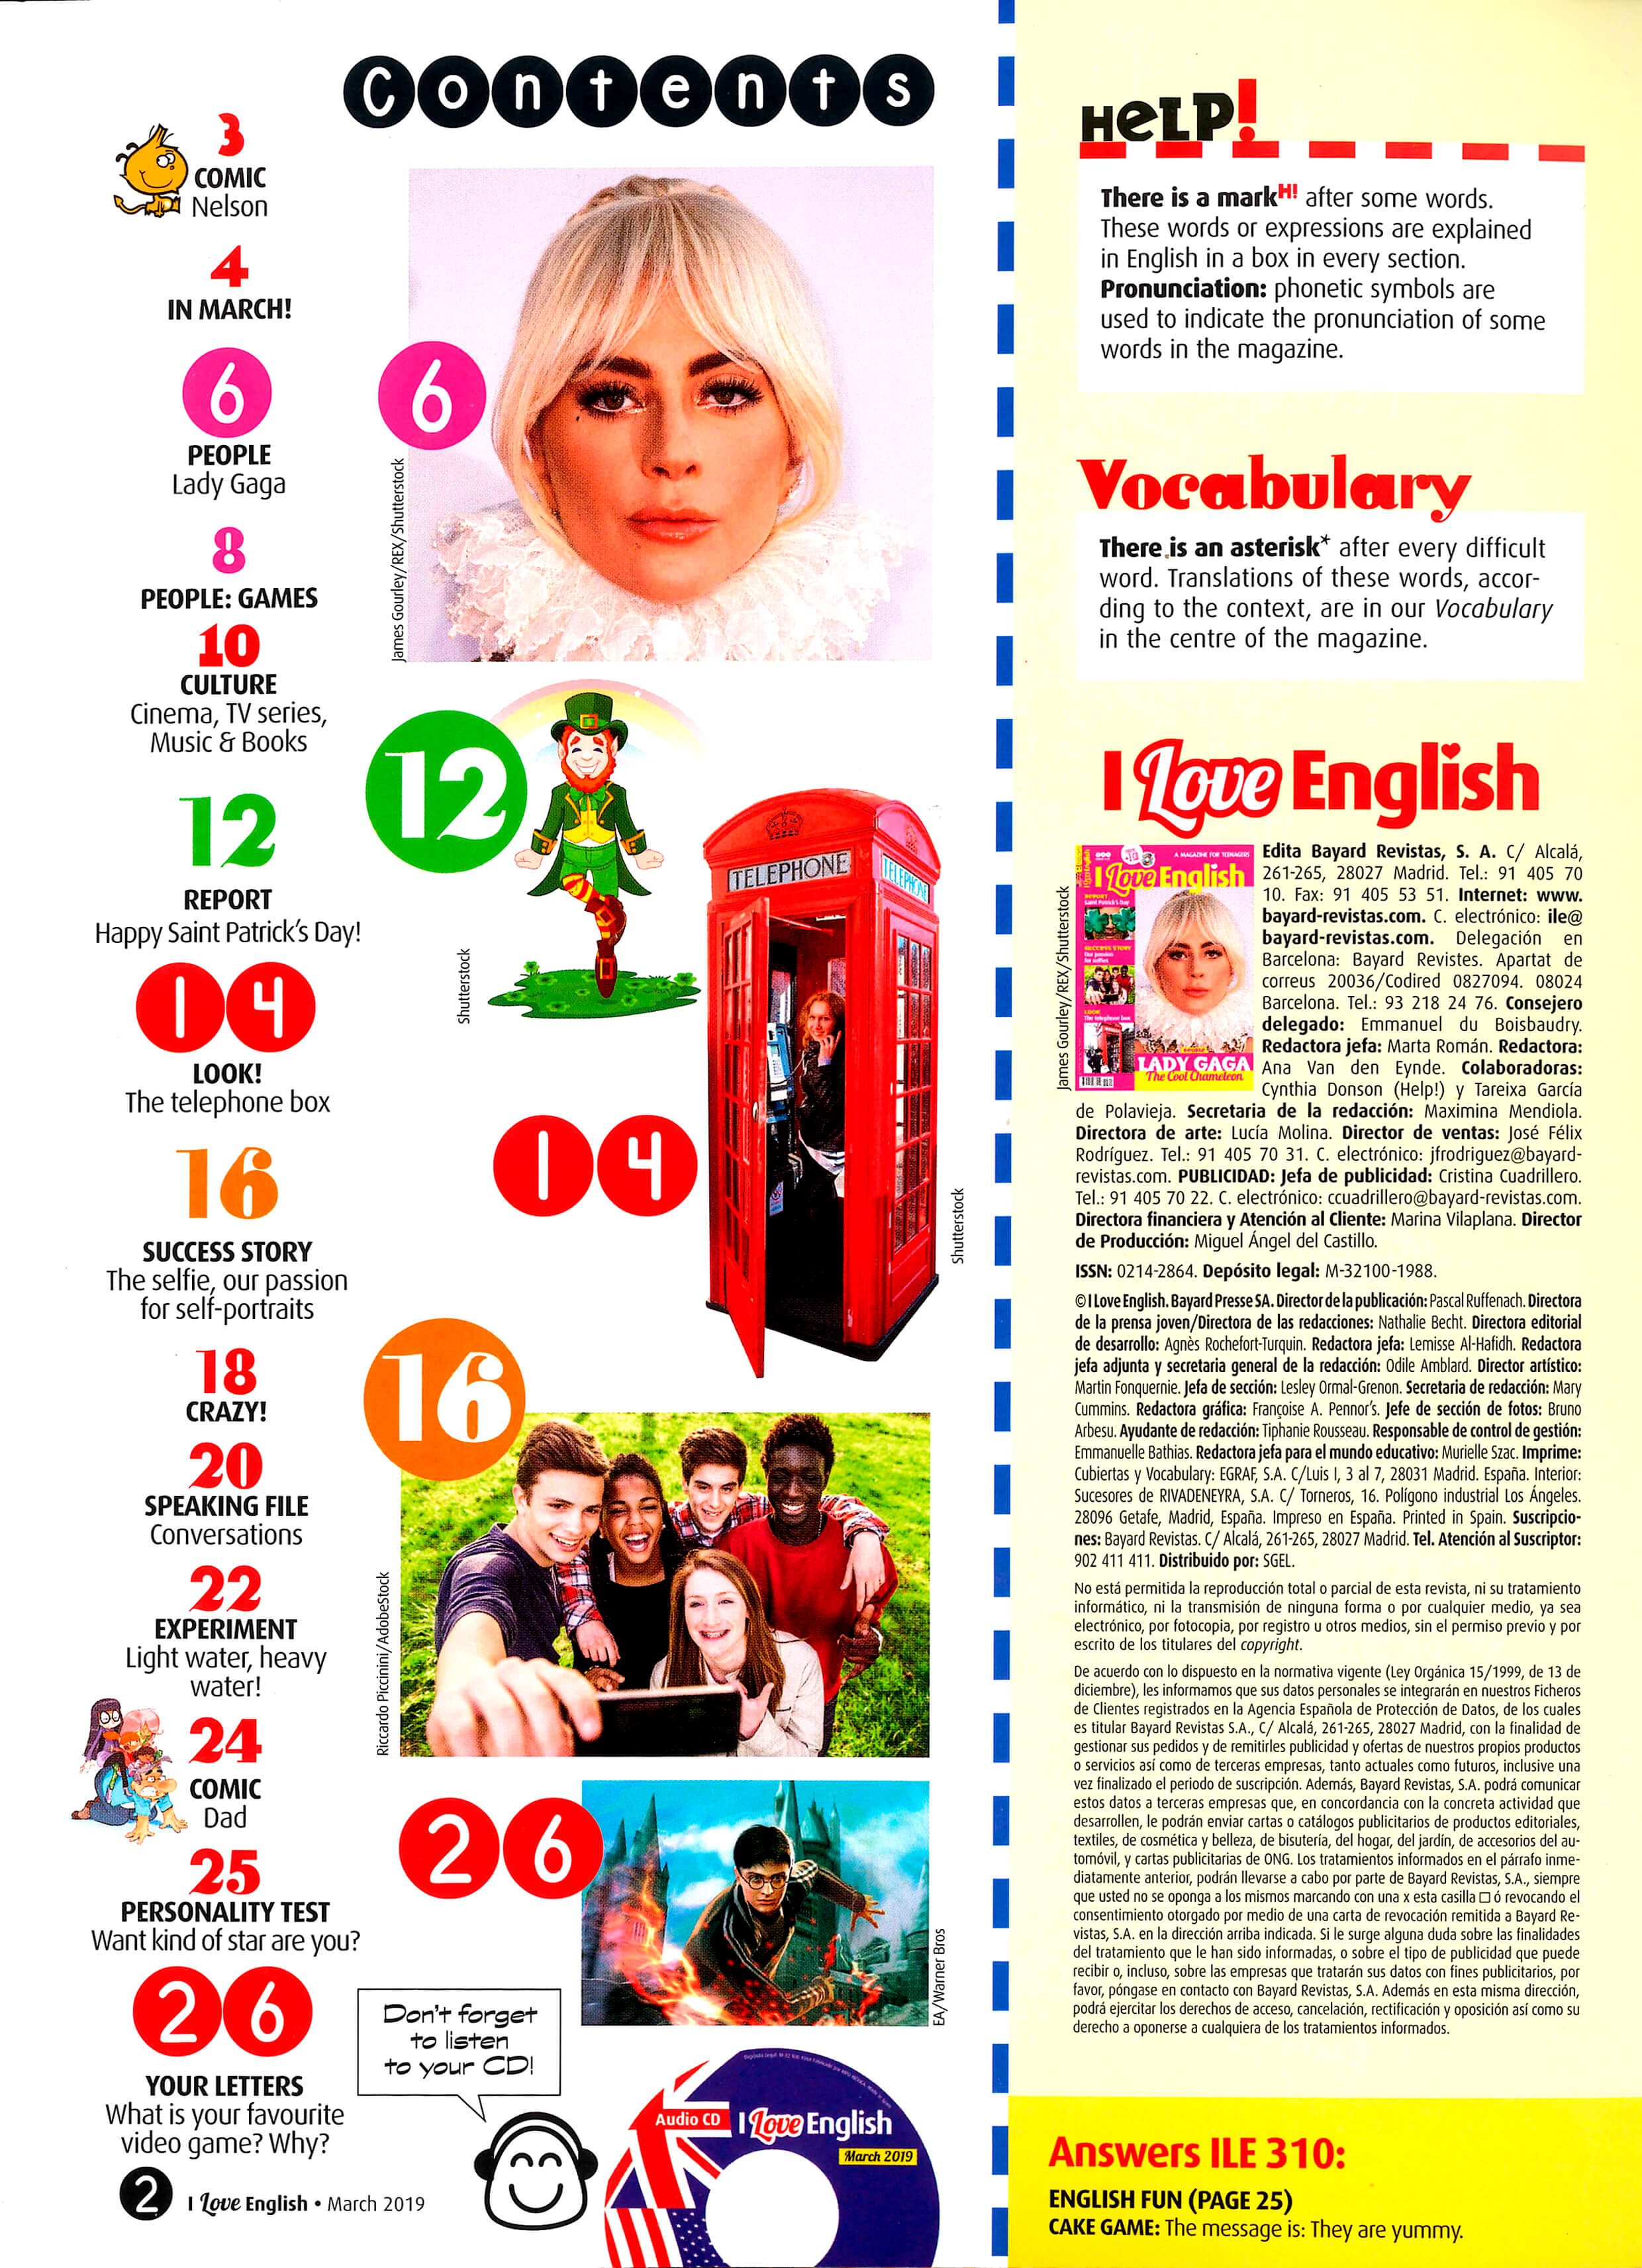 Contents
3
COMIC
Nelson
4
IN MARCH!
6
PEOPLE
Lady Gaga
8
PEOPLE: GAMES
10
CULTURE
Cinema, TV series,
Music & Books
12
REPORT
Happy Saint Patrick's Day!
14
LOOK!
The telephone box
16
SUCCESS STORY
The selfie, our passion
for self-portraits
18
CRAZY!
20
SPEAKING FILE
Conversations
22
EXPERIMENT
Light water, heavy
water!
24
COMIC
Dad
25
PERSONALITY TEST
Want kind of star are you?
26
YOUR LETTERS
What is your favourite
video game? Why?
2 I Love English • March 2019
6
James Gourley/REX/Shutterstock
12
Shutterstock
TELEPHONE
TELEPHONE
14
Shutterstock
16
Riccardo Piccinini/AdobeStock
26
EA/Warner Bros
Don't forget
to listen
to your CD!
Audio CD
I Love English
March 2019
HELP!
There is a markH! after some words.
These words or expressions are explained
in English in a box in every section.
Pronunciation: phonetic symbols are
used to indicate the pronunciation of some
words in the magazine.
Vocabulary
There is an asterisk* after every difficult
word. Translations of these words, accor-
ding to the context, are in our Vocabulary
in the centre of the magazine.
I Love English
James Gourley/REX/Shutterstock
A MAGAZINE FOR TEENAGERS
I Love English
REPORT
Saint Patrick's Day
SUCCESS STORY
Our passion
for selfies
LOOK
The telephone box
LADY GAGA
The Cool Chameleon
Edita Bayard Revistas, S. A. C/ Alcalá,
261-265, 28027 Madrid. Tel.: 91 405 70
10. Fax: 91 405 53 51. Internet: www.
bayard-revistas.com. C. electrónico: ile@
bayard-revistas.com. Delegación en
Barcelona: Bayard Revistes. Apartat de
correus 20036/Codired 0827094. 08024
Barcelona. Tel.: 93 218 24 76. Consejero
delegado: Emmanuel du Boisbaudry.
Redactora jefa: Marta Román. Redactora:
Ana Van den Eynde. Colaboradoras:
Cynthia Donson (Help!) y Tareixa García
de Polavieja. Secretaria de la redacción: Maximina Mendiola.
Directora de arte: Lucía Molina. Director de ventas: José Félix
Rodríguez. Tel.: 91 405 70 31. C. electrónico: jfrodriguez@bayard-
revistas.com. PUBLICIDAD: Jefa de publicidad: Cristina Cuadrillero.
Tel.: 91 405 70 22. C. electrónico: ccuadrillero@bayard-revistas.com.
Directora financiera y Atención al Cliente: Marina Vilaplana. Director
de Producción: Miguel Ángel del Castillo.
ISSN: 0214-2864. Depósito legal: M-32100-1988.
© I Love English. Bayard Presse SA. Director de la publicación: Pascal Ruffenach. Directora
de la prensa joven/Directora de las redacciones: Nathalie Becht. Directora editorial
de desarrollo: Agnès Rochefort-Turquin. Redactora jefa: Lemisse Al-Hafidh. Redactora
jefa adjunta y secretaria general de la redacción: Odile Amblard. Director artístico:
Martin Fonquernie. Jefa de sección: Lesley Ormal-Grenon. Secretaria de redacción: Mary
Cummins. Redactora gráfica: Françoise A. Pennor's. Jefe de sección de fotos: Bruno
Arbesu. Ayudante de redacción: Tiphanie Rousseau. Responsable de control de gestión:
Emmanuelle Bathias. Redactora jefa para el mundo educativo: Murielle Szac. Imprime:
Cubiertas y Vocabulary: EGRAF, S.A. C/Luis I, 3 al 7, 28031 Madrid. España. Interior:
Sucesores de RIVADENEYRA, S.A. C/ Torneros, 16. Polígono industrial Los Ángeles.
28096 Getafe, Madrid, España. Impreso en España. Printed in Spain. Suscripcio-
nes: Bayard Revistas. C/ Alcalá, 261-265, 28027 Madrid. Tel. Atención al Suscriptor:
902 411 411. Distribuido por: SGEL.
No está permitida la reproducción total o parcial de esta revista, ni su tratamiento
informático, ni la transmisión de ninguna forma o por cualquier medio, ya sea
electrónico, por fotocopia, por registro u otros medios, sin el permiso previo y por
escrito de los titulares del copyright.
De acuerdo con lo dispuesto en la normativa vigente (Ley Orgánica 15/1999, de 13 de
diciembre), les informamos que sus datos personales se integrarán en nuestros Ficheros
de Clientes registrados en la Agencia Española de Protección de Datos, de los cuales
es titular Bayard Revistas S.A., C/ Alcalá, 261-265, 28027 Madrid, con la finalidad de
gestionar sus pedidos y de remitirles publicidad y ofertas de nuestros propios productos
o servicios así como de terceras empresas, tanto actuales como futuros, inclusive una
vez finalizado el periodo de suscripción. Además, Bayard Revistas, S.A. podrá comunicar
estos datos a terceras empresas que, en concordancia con la concreta actividad que
desarrollen, le podrán enviar cartas o catálogos publicitarios de productos editoriales,
textiles, de cosmética y belleza, de bisutería, del hogar, del jardín, de accesorios del au-
tomóvil, y cartas publicitarias de ONG. Los tratamientos informados en el párrafo inme-
diatamente anterior, podrán llevarse a cabo por parte de Bayard Revistas, S.A., siempre
que usted no se oponga a los mismos marcando con una x esta casilla □ ó revocando el
consentimiento otorgado por medio de una carta de revocación remitida a Bayard Re-
vistas, S.A. en la dirección arriba indicada. Si le surge alguna duda sobre las finalidades
del tratamiento que le han sido informadas, o sobre el tipo de publicidad que puede
recibir o, incluso, sobre las empresas que tratarán sus datos con fines publicitarios, por
favor, póngase en contacto con Bayard Revistas, S.A. Además en esta misma dirección,
podrá ejercitar los derechos de acceso, cancelación, rectificación y oposición así como su
derecho a oponerse a cualquiera de los tratamientos informados.
Answers ILE 310:
ENGLISH FUN (PAGE 25)
CAKE GAME: The message is: They are yummy.